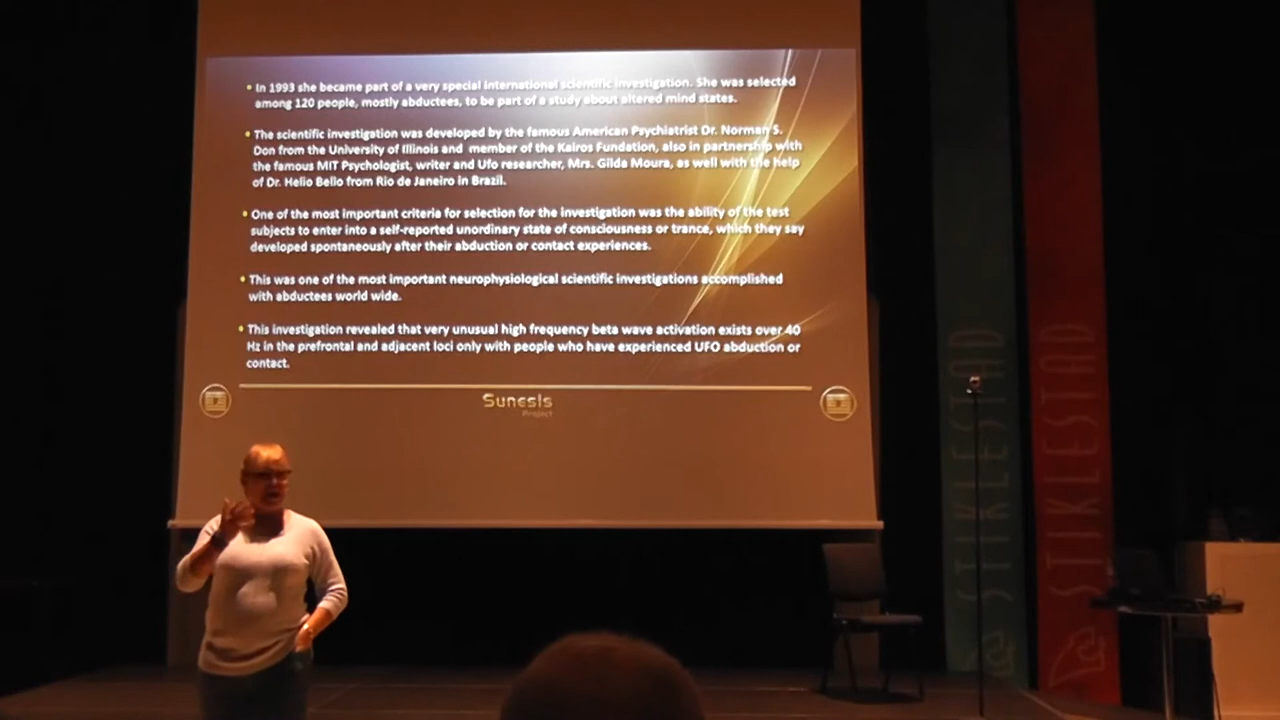 • In 1993 she became part of a very special international scientific investigation. She was selected
among 120 people, mostly abductees, to be part of a study about altered mind states.
• The scientific investigation was developed by the famous American Psychiatrist Dr. Norman S.
Don from the University of Illinois and member of the Kairos Fundation, also in partnership with
the famous MIT Psychologist, writer and Ufo researcher, Mrs. Gilda Moura, as well with the help
of Dr. Helio Bello from Rio de Janeiro in Brazil.
• One of the most important criteria for selection for the investigation was the ability of the test
subjects to enter into a self-reported unordinary state of consciousness or trance, which they say
developed spontaneously after their abduction or contact experiences.
• This was one of the most important neurophysiological scientific investigations accomplished
with abductees world wide.
• This investigation revealed that very unusual high frequency beta wave activation exists over 40
Hz in the prefrontal and adjacent loci only with people who have experienced UFO abduction or
contact.
Sunesis
Project
STIKLESTAD
STIKLESTAD